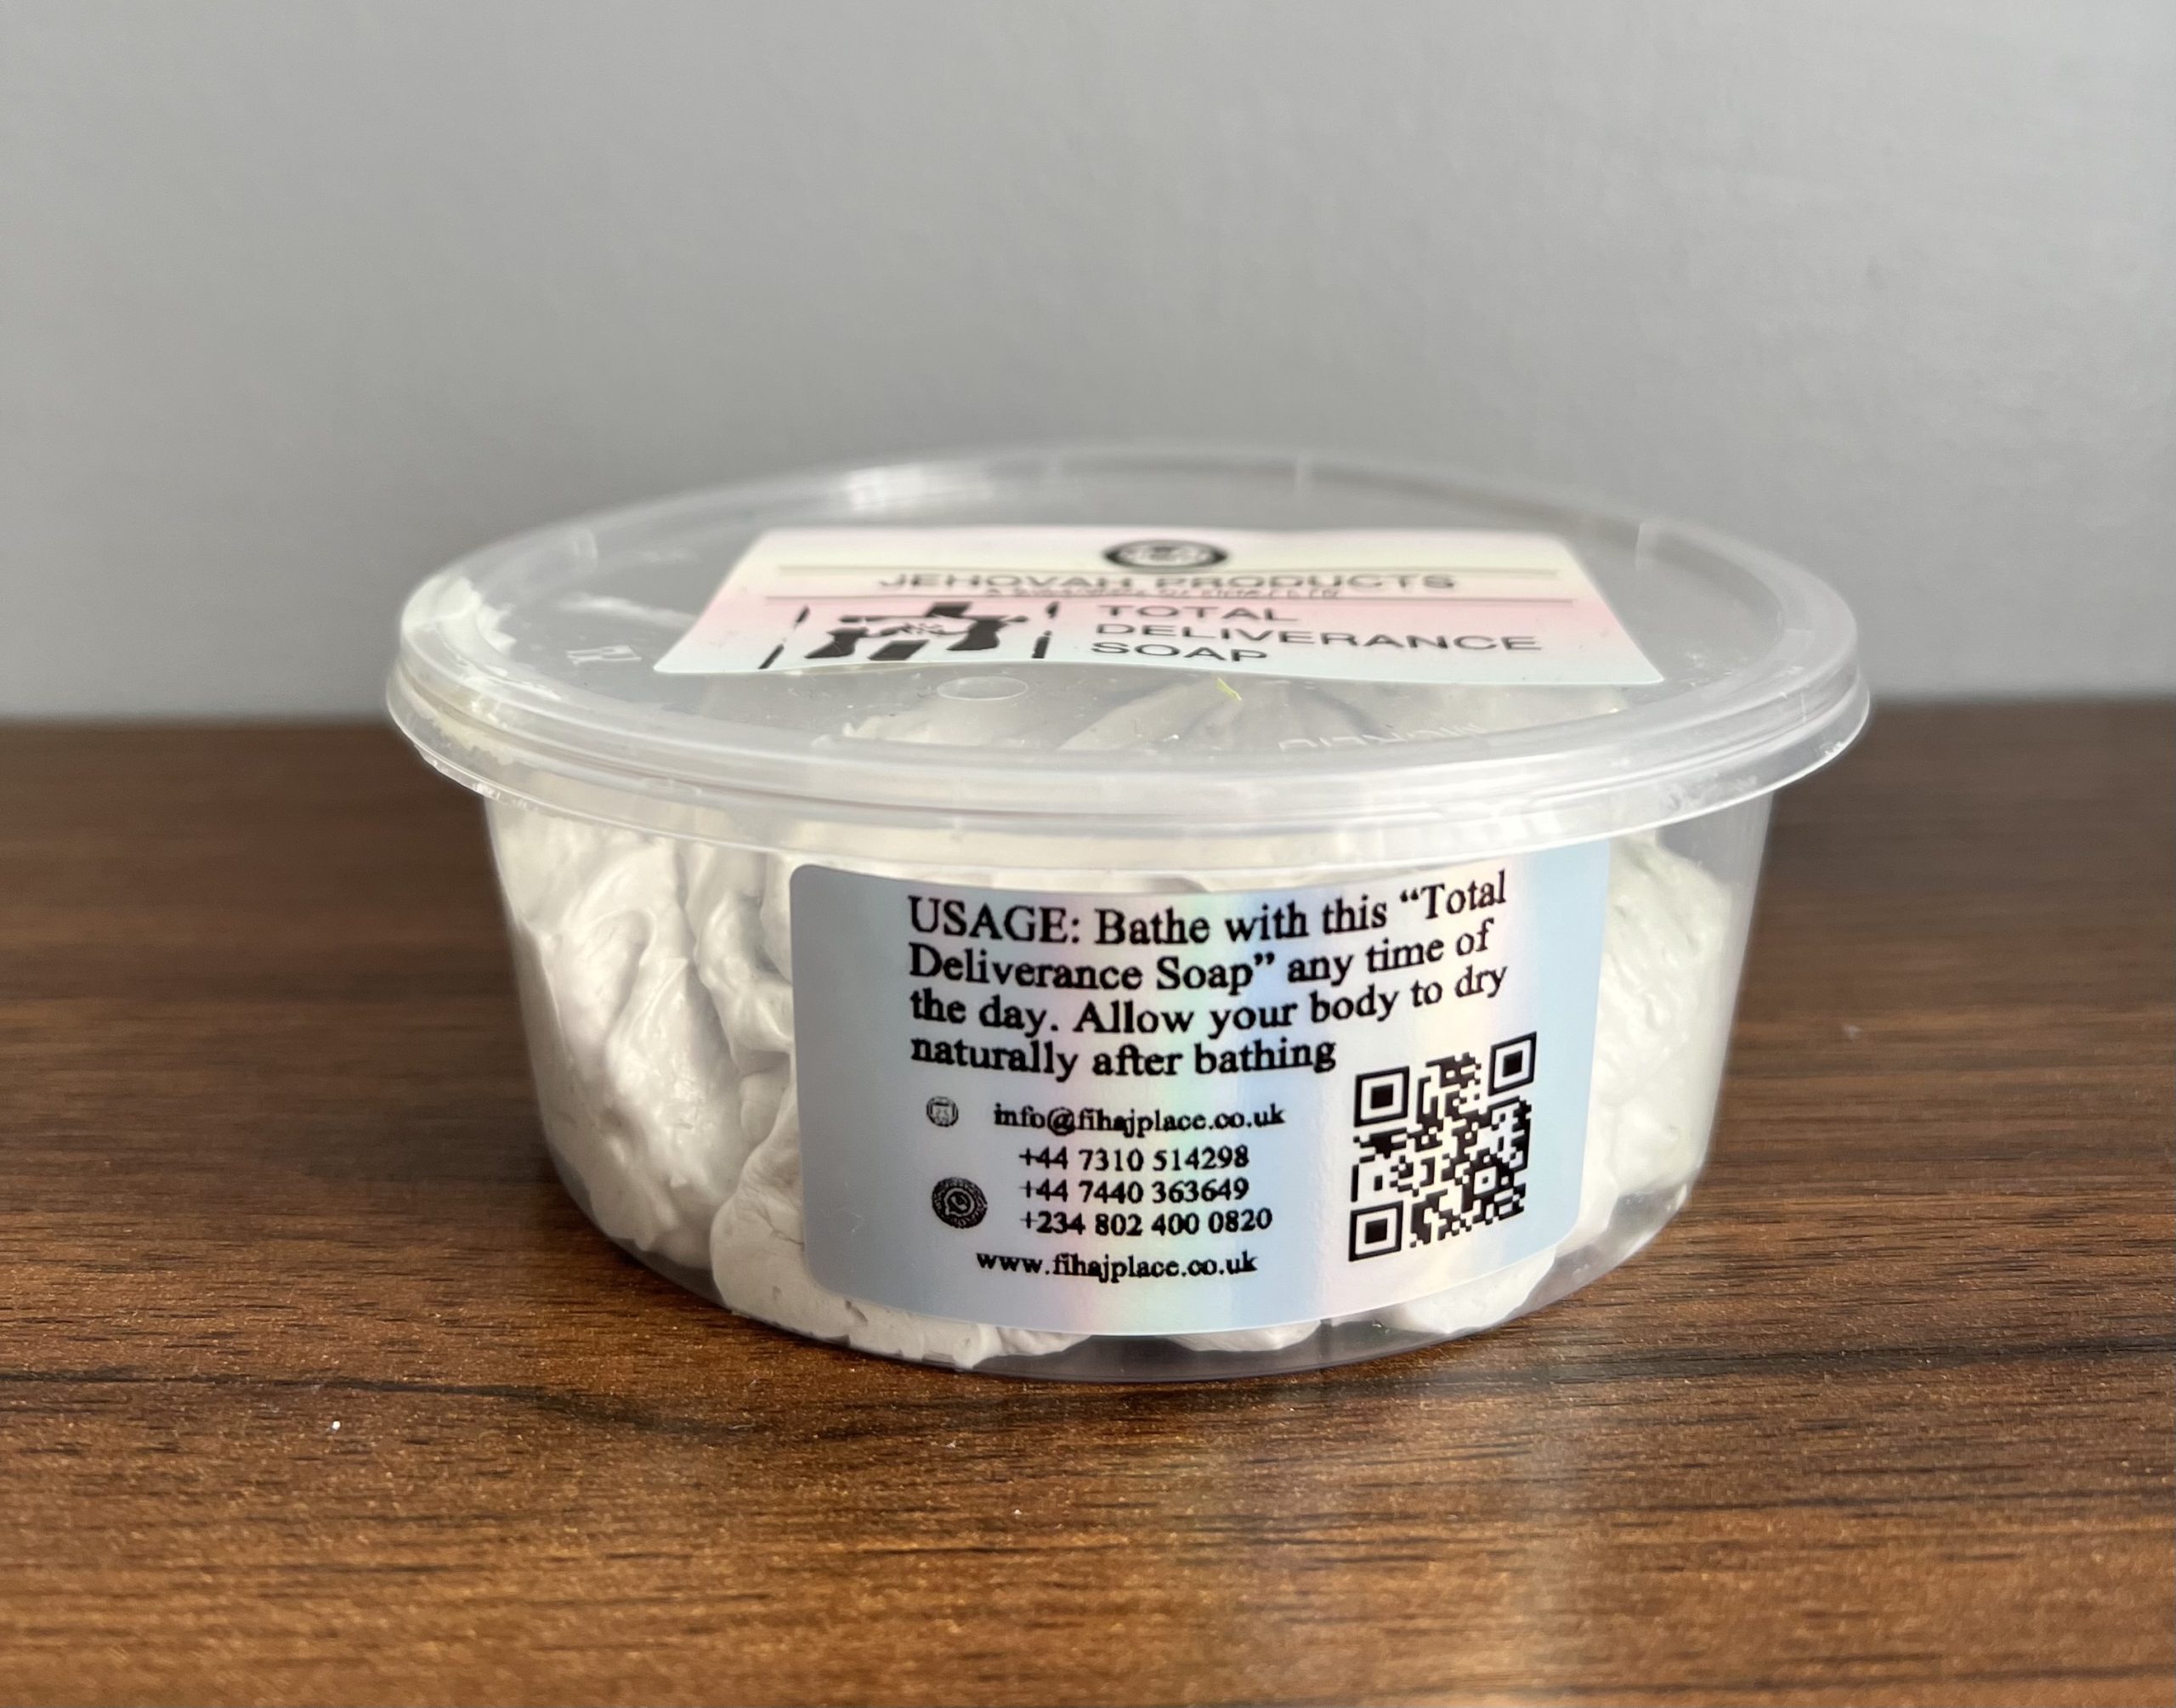 JEHOVAH PRODUCTS
TOTAL
DELIVERANCE
SOAP
USAGE: Bathe with this “Total
Deliverance Soap” any time of
the day. Allow your body to dry
naturally after bathing
info@fihajplace.co.uk
+44 7310 514298
+44 7440 363649
+234 802 400 0820
www.fihajplace.co.uk